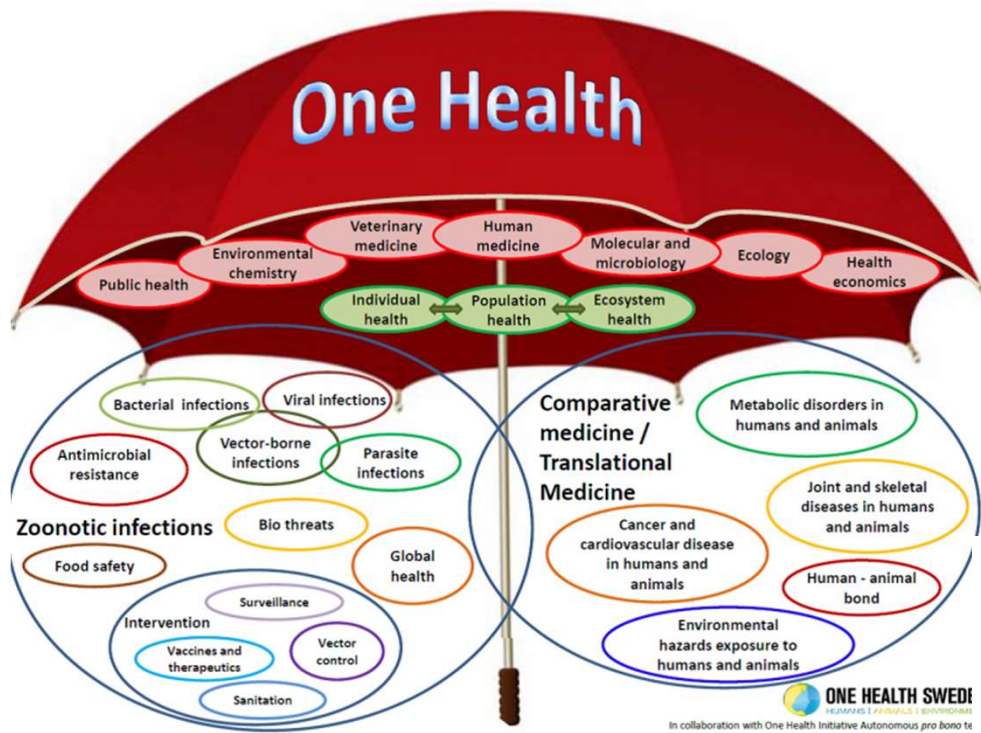 One Health
Public health
Environmental
chemistry
Veterinary
medicine
Human
medicine
Molecular and
microbiology
Ecology
Health
economics
Individual
health
Population
health
Ecosystem
health
Bacterial infections
Viral infections
Vector-borne
infections
Parasite
infections
Antimicrobial
resistance
Zoonotic infections
Bio threats
Food safety
Global
health
Intervention
Surveillance
Vaccines and
therapeutics
Vector
control
Sanitation
Comparative
medicine /
Translational
Medicine
Metabolic disorders in
humans and animals
Joint and skeletal
diseases in humans
and animals
Cancer and
cardiovascular disease
in humans and
animals
Human - animal
bond
Environmental
hazards exposure to
humans and animals
ONE HEALTH SWEDE
HUMANS | ANIMALS | ENVIRONME
In collaboration with One Health Initiative Autonomous pro bono te